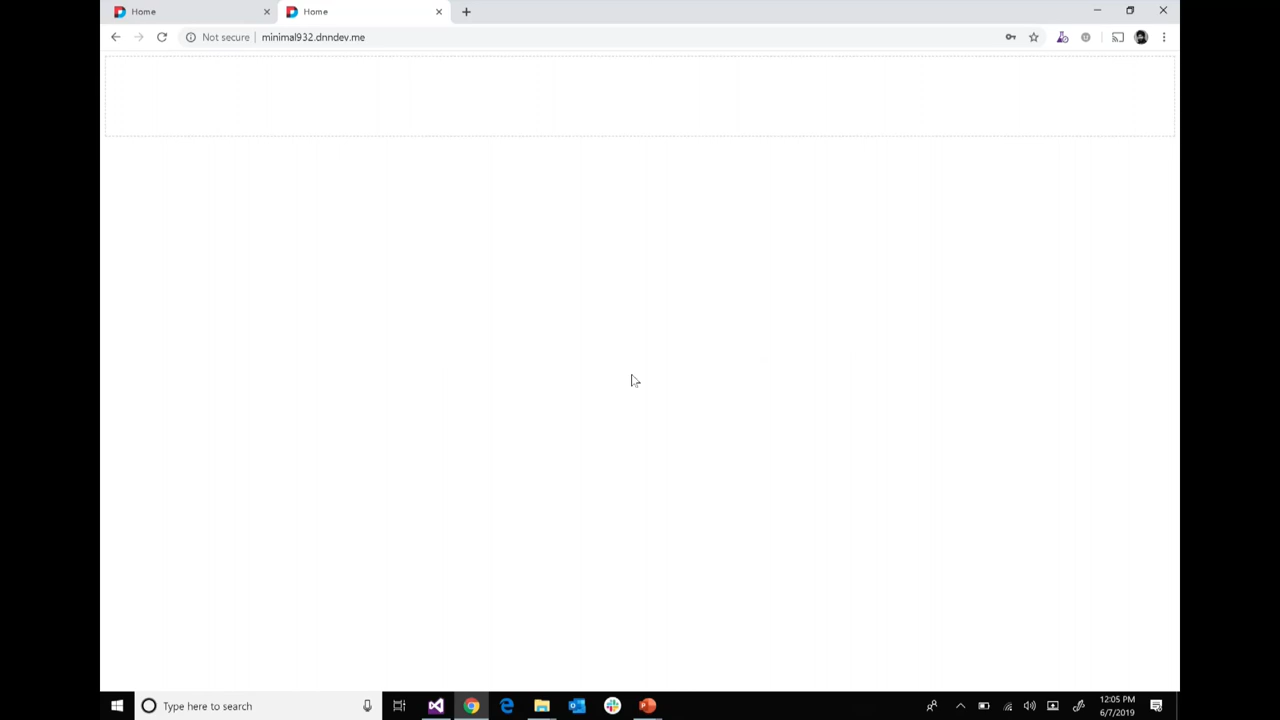 Home
Home
Not secure
minimal932.dnndev.me
Type here to search
12:05 PM
6/7/2019